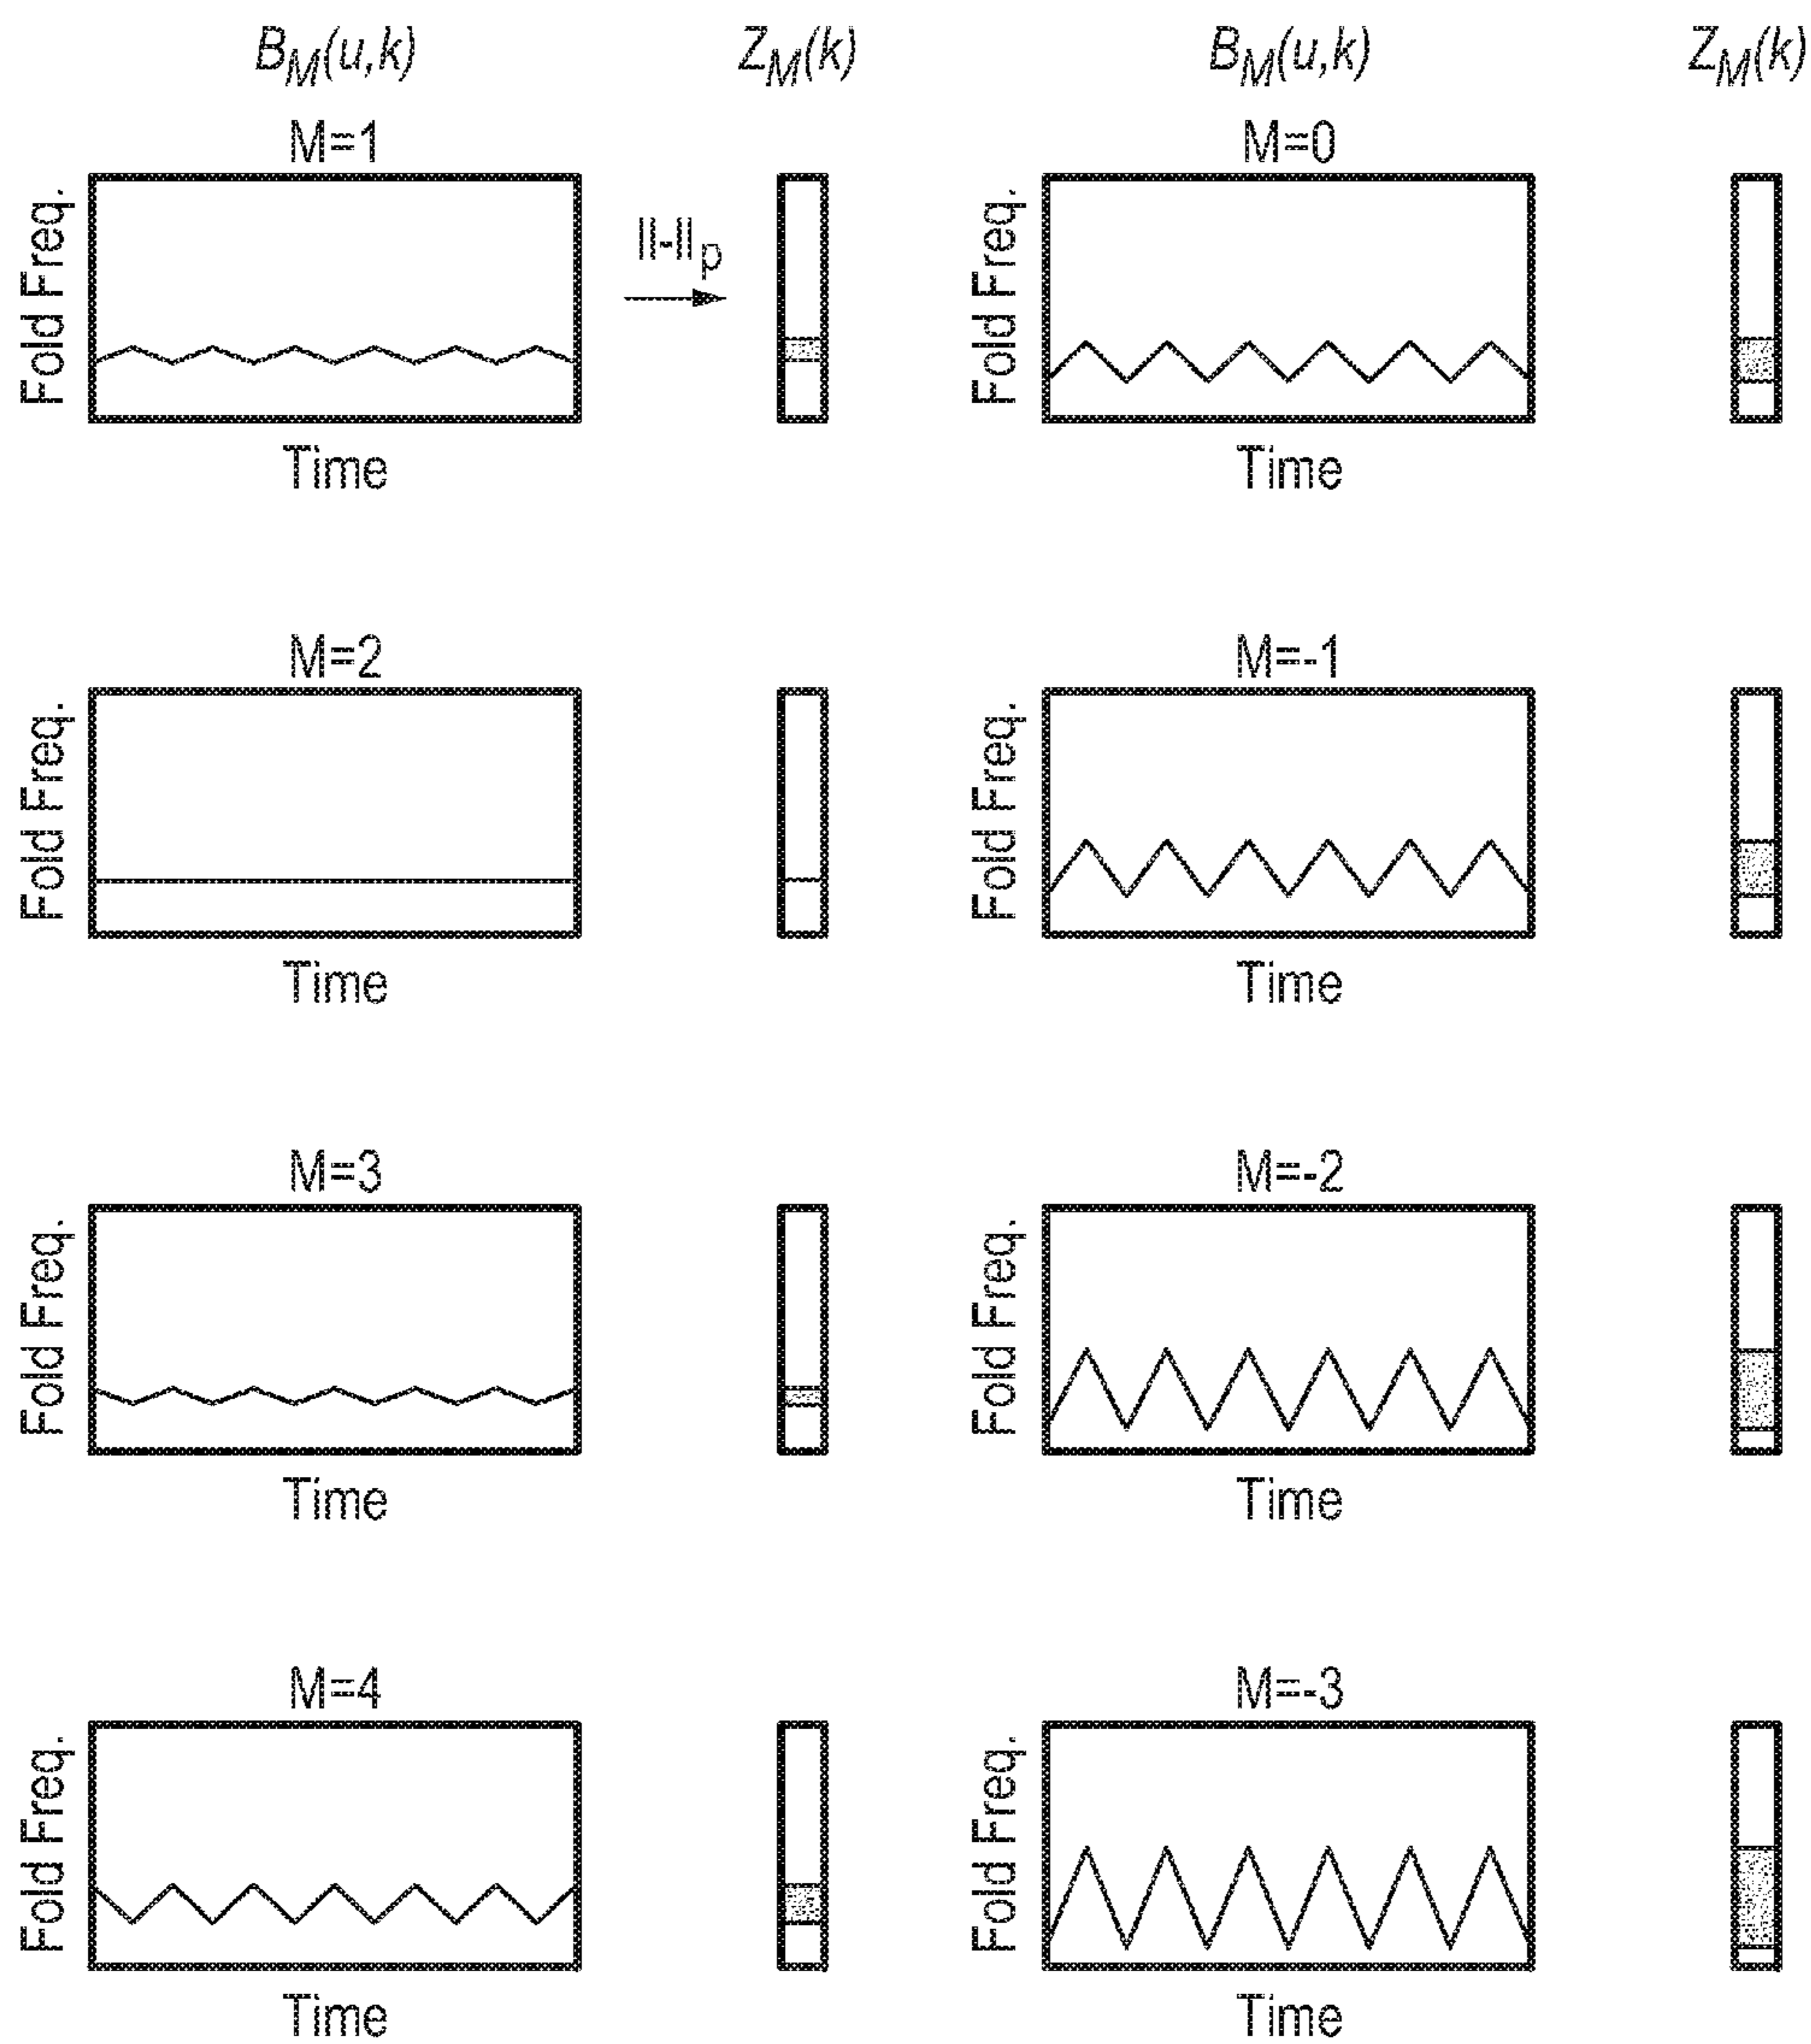 B_M(u,k) Z_M(k) B_M(u,k) Z_M(k)
M=1 M=0
Fold Freq. ||-||_p Fold Freq.
Time Time
M=2 M=-1
Fold Freq. Fold Freq.
Time Time
M=3 M=-2
Fold Freq. Fold Freq.
Time Time
M=4 M=-3
Fold Freq. Fold Freq.
Time Time